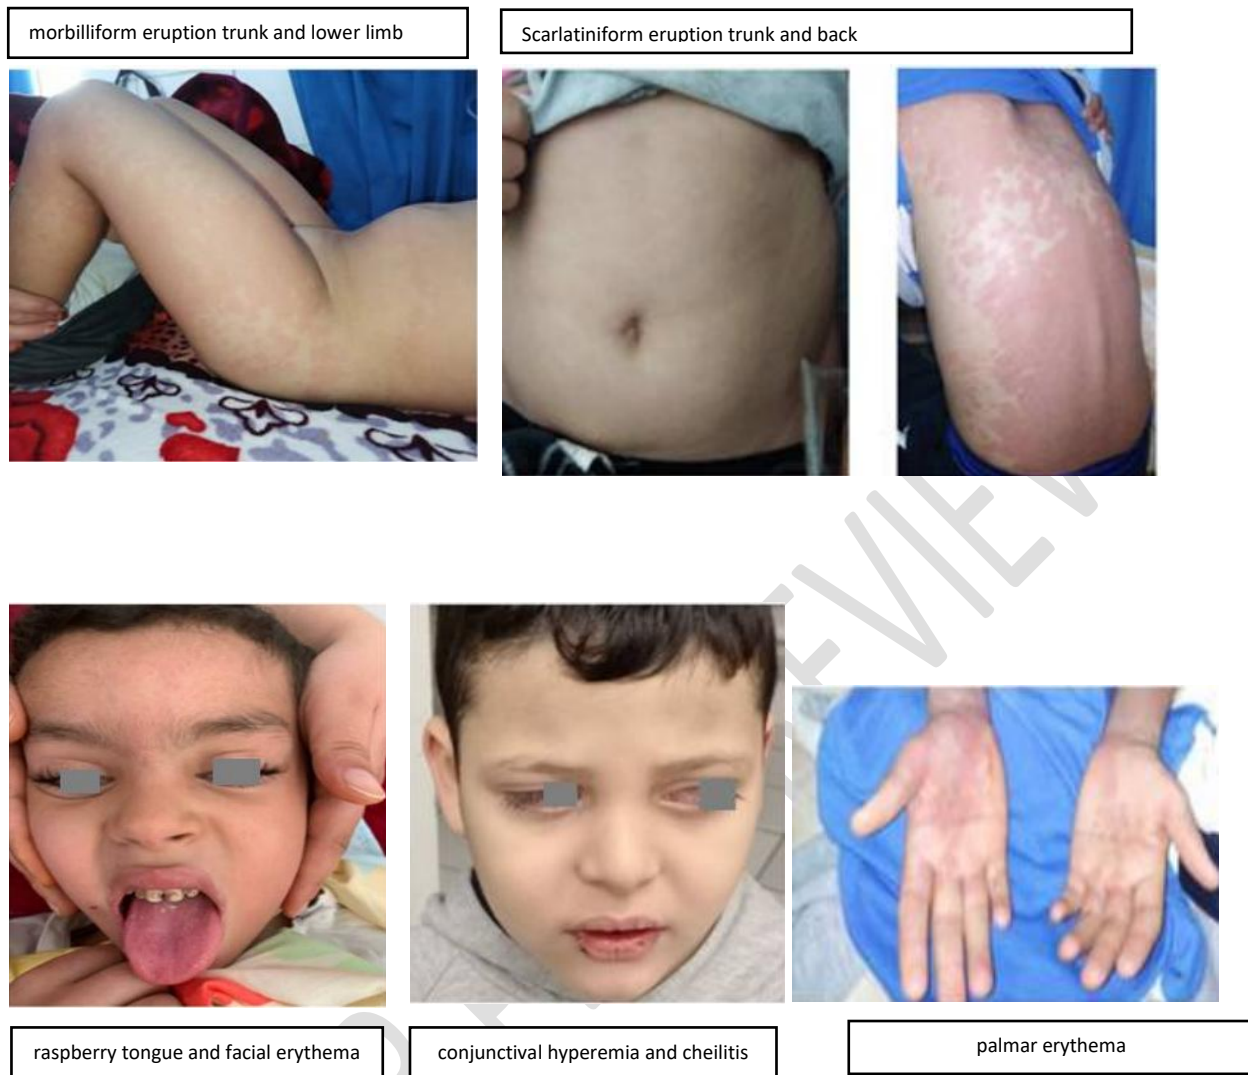 morbilliform eruption trunk and lower limb
Scarlatiniform eruption trunk and back
raspberry tongue and facial erythema
conjunctival hyperemia and cheilitis
palmar erythema